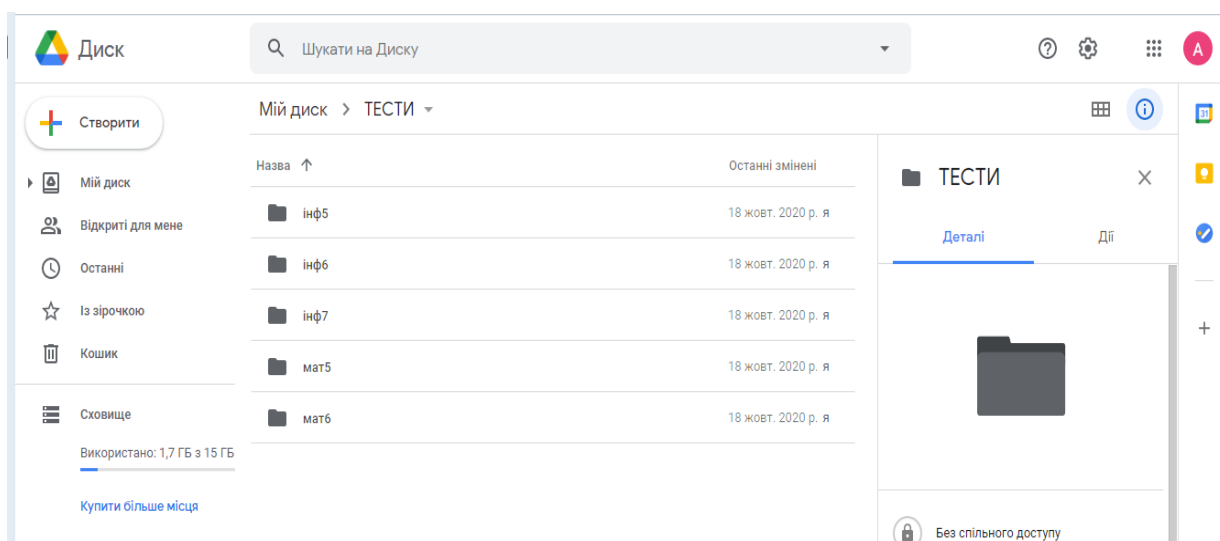 Диск
Шукати на Диску
A
Створити
Мій диск > ТЕСТИ
31
Мій диск
Відкриті для мене
Останні
Із зірочкою
Кошик
Сховище
Використано: 1,7 ГБ з 15 ГБ
Купити більше місця
Назва Останні змінені
інф5 18 жовт. 2020 р. я
інф6 18 жовт. 2020 р. я
інф7 18 жовт. 2020 р. я
мат5 18 жовт. 2020 р. я
мат6 18 жовт. 2020 р. я
ТЕСТИ
Деталі Дії
Без спільного доступу